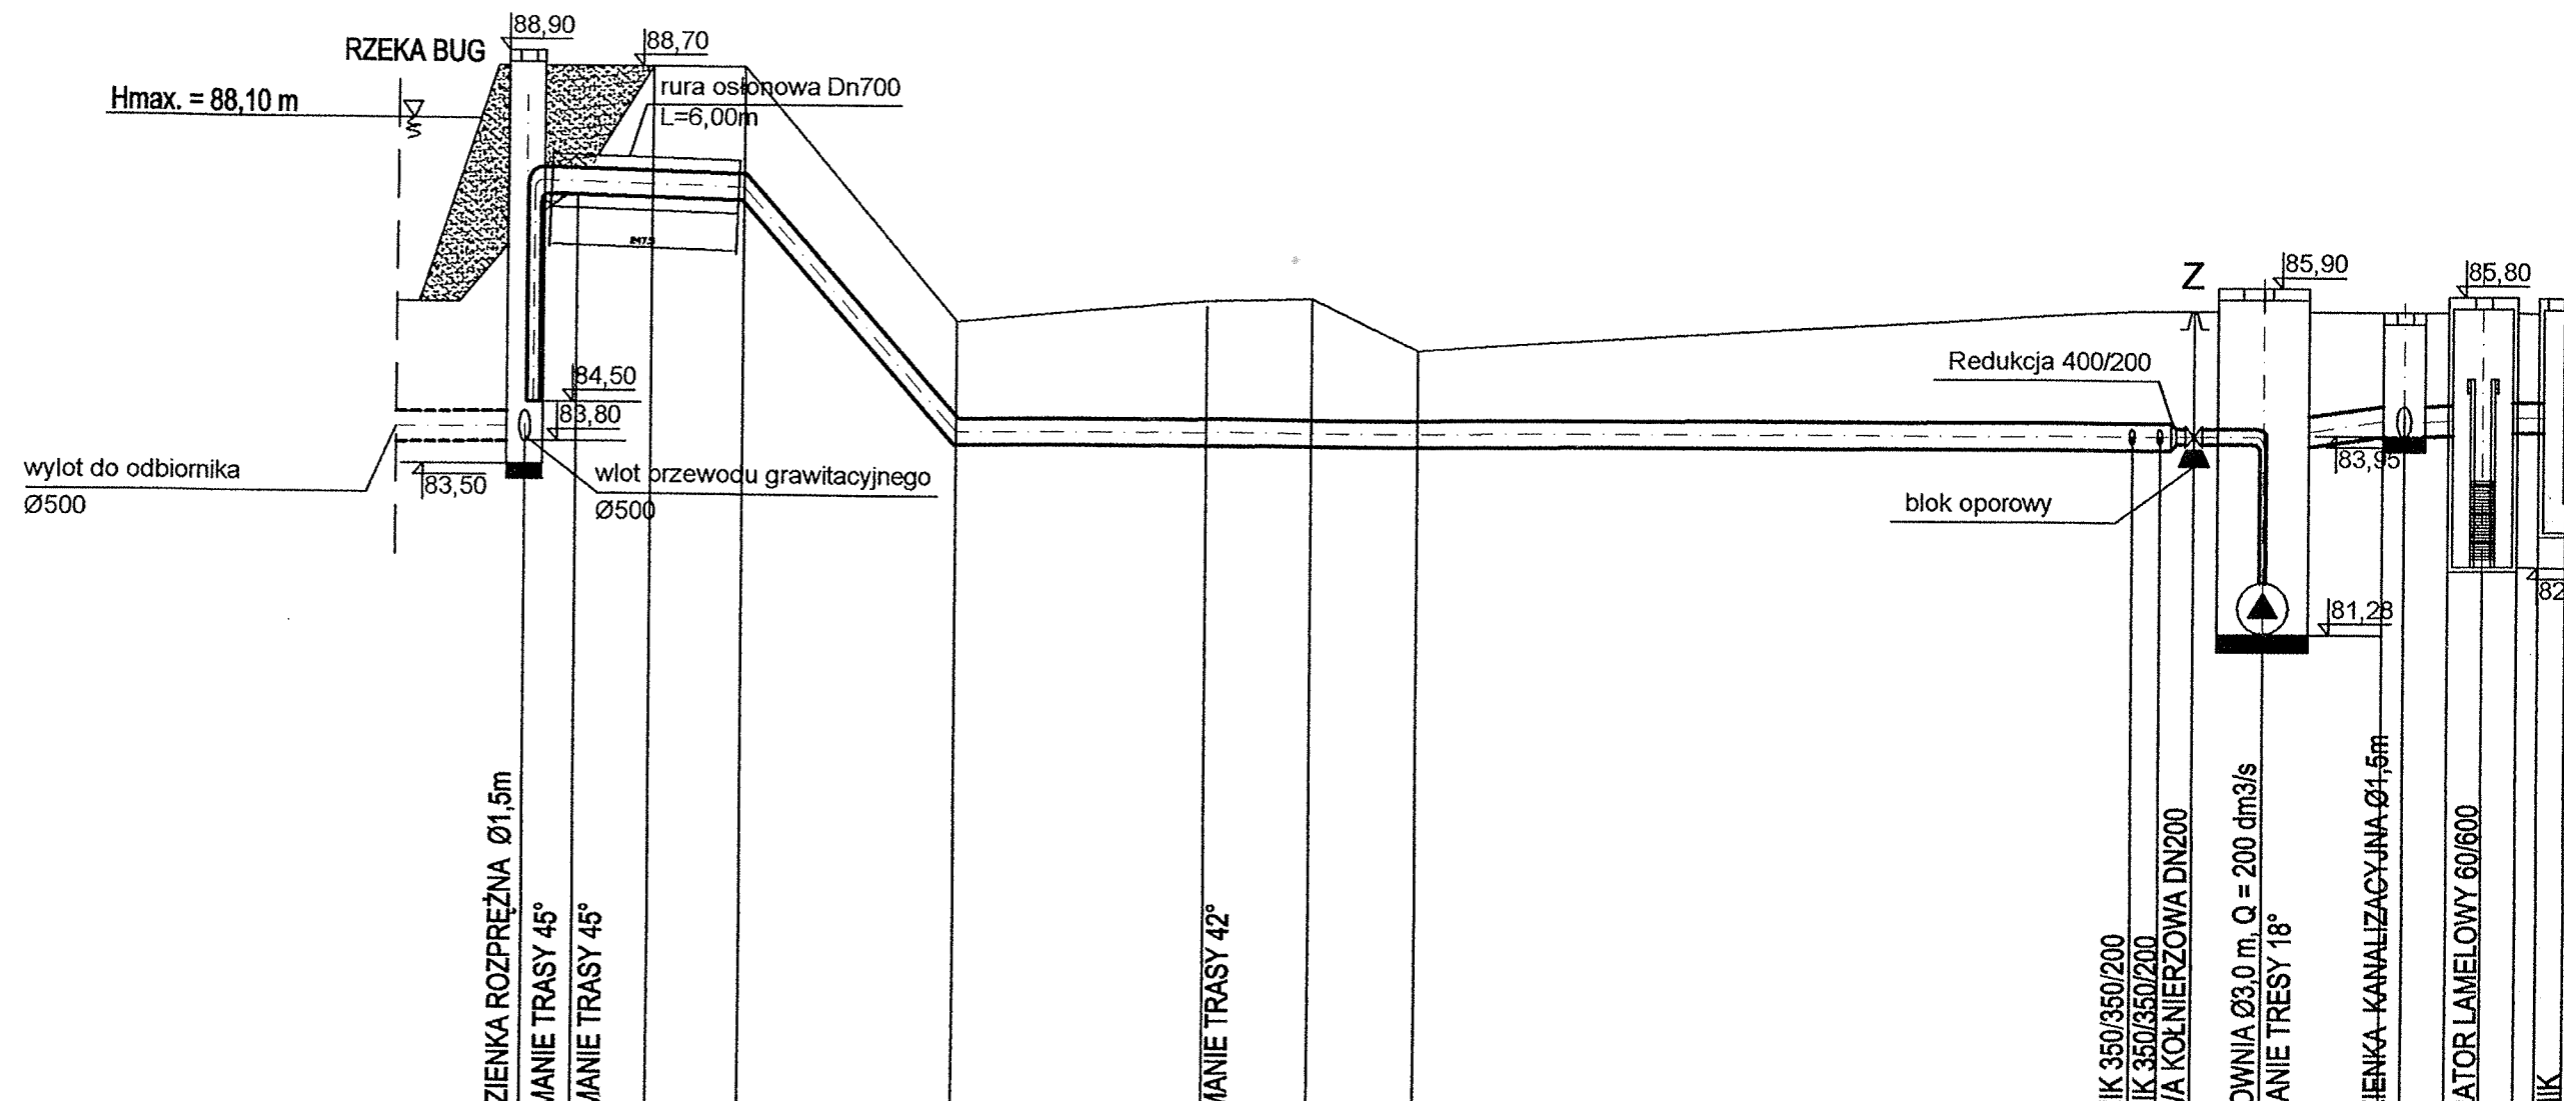 88,90
RZEKA BUG
88,70
Hmax. = 88,10 m
rura osłonowa Dn700
L=6,00m
Z
85,90
85,80
Redukcja 400/200
84,50
83,80
wylot do odbiornika
Ø500
83,50
wlot przewodu grawitacyjnego
Ø500
83,95
blok oporowy
81,28
82
ZIENKA ROZPRĘŻNA Ø1,5m
MANIE TRASY 45°
MANIE TRASY 45°
MANIE TRASY 42°
IK 350/350/200
IK 350/350/200
WA KOŁNIERZOWA DN200
OWNIA Ø3,0 m, Q = 200 dm3/s
ANIE TRESY 18°
IENKA KANALIZACYJNA Ø1,5m
ATOR LAMELOWY 60/600
NIK